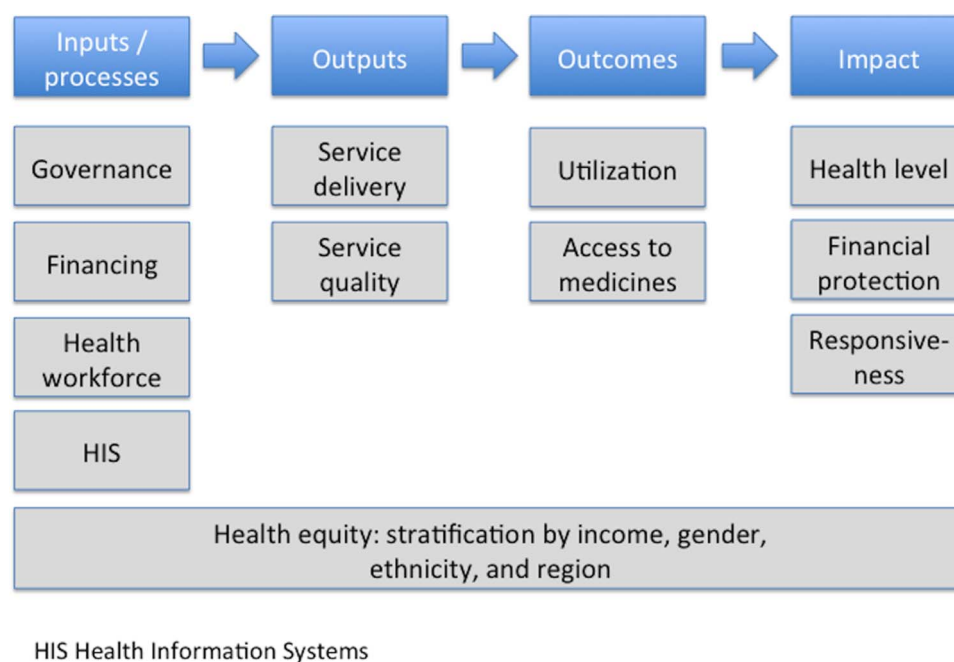 Inputs /
processes
Outputs
Outcomes
Impact
Governance
Service
delivery
Utilization
Health level
Financing
Service
quality
Access to
medicines
Financial
protection
Health
workforce
Responsive-
ness
HIS
Health equity: stratification by income, gender,
ethnicity, and region
HIS Health Information Systems